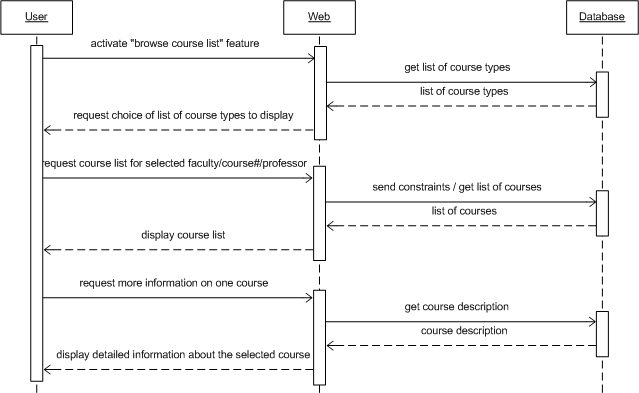 User
Web
Database
activate "browse course list" feature
get list of course types
list of course types
request choice of list of course types to display
request course list for selected faculty/course#/professor
send constraints / get list of courses
list of courses
display course list
request more information on one course
get course description
course description
display detailed information about the selected course